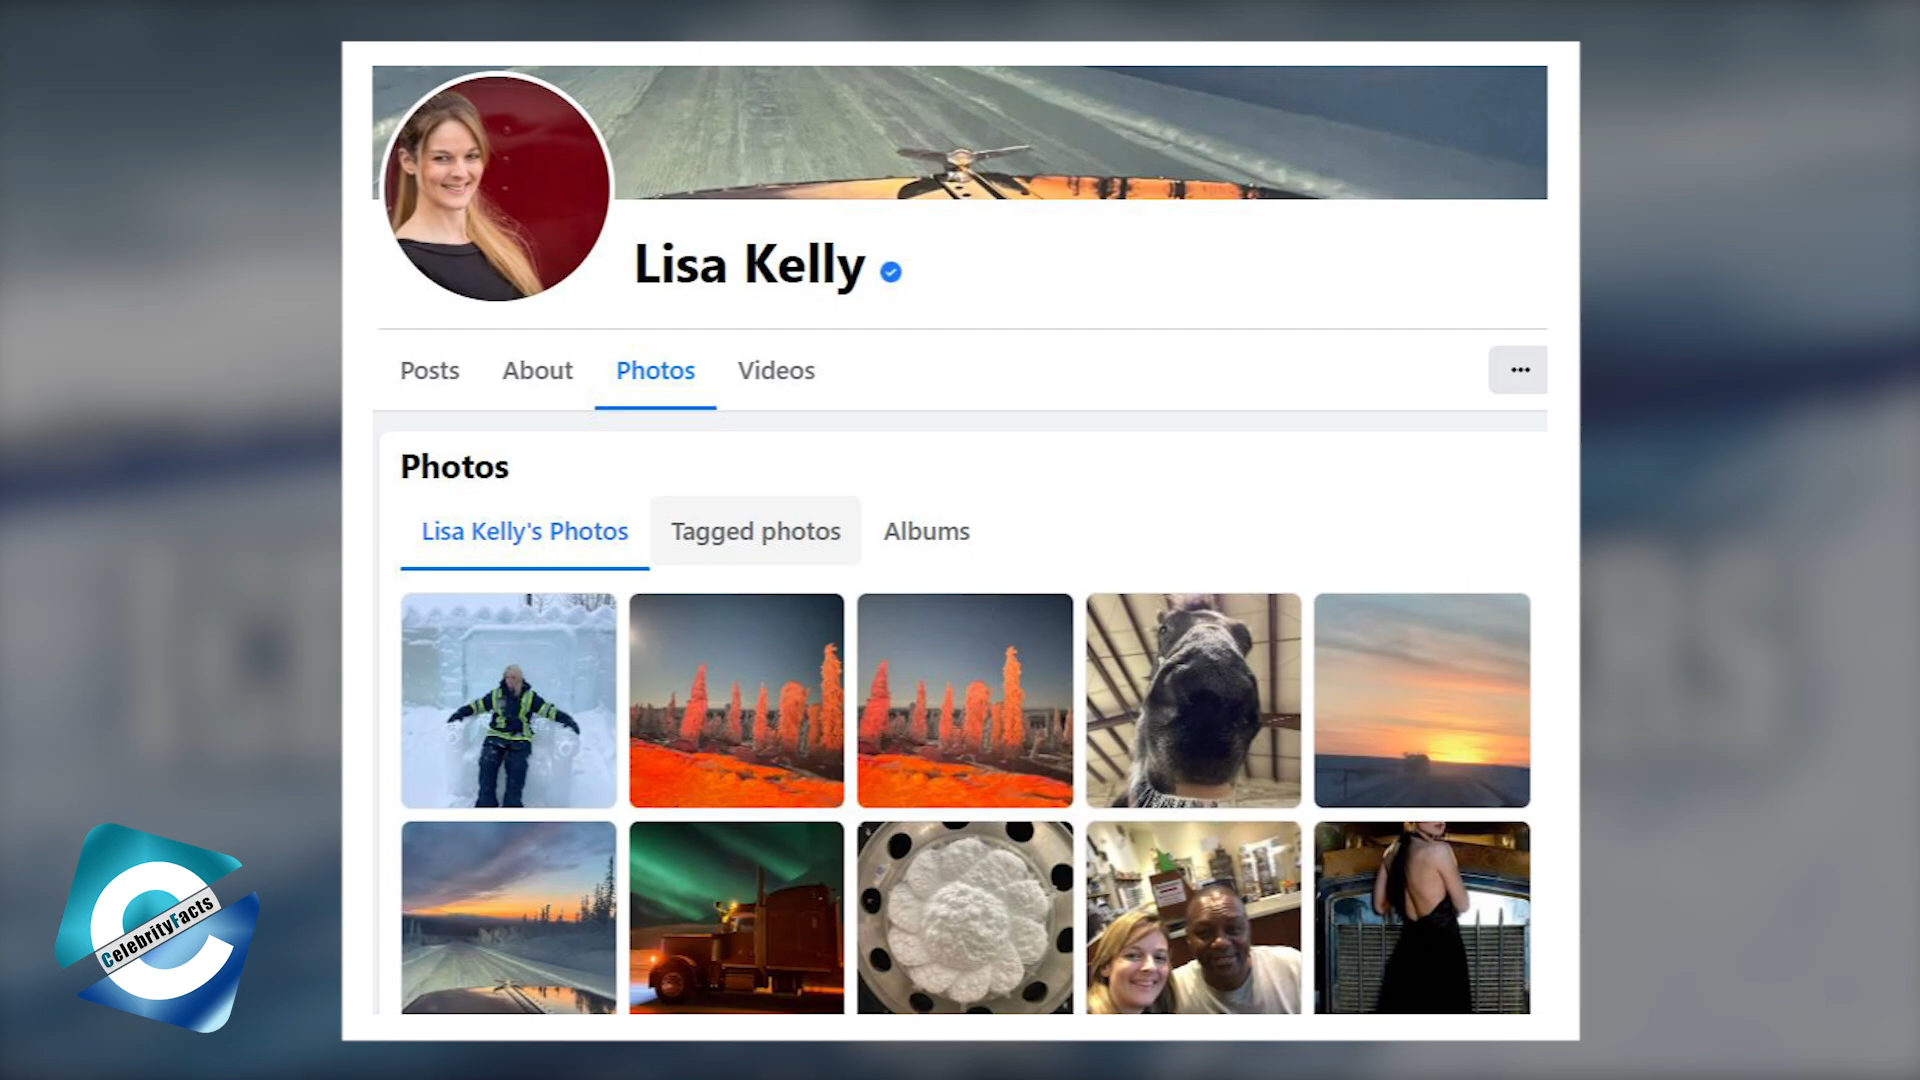 Lisa Kelly
Posts About Photos Videos
Photos
Lisa Kelly's Photos Tagged photos Albums
CelebrityFacts